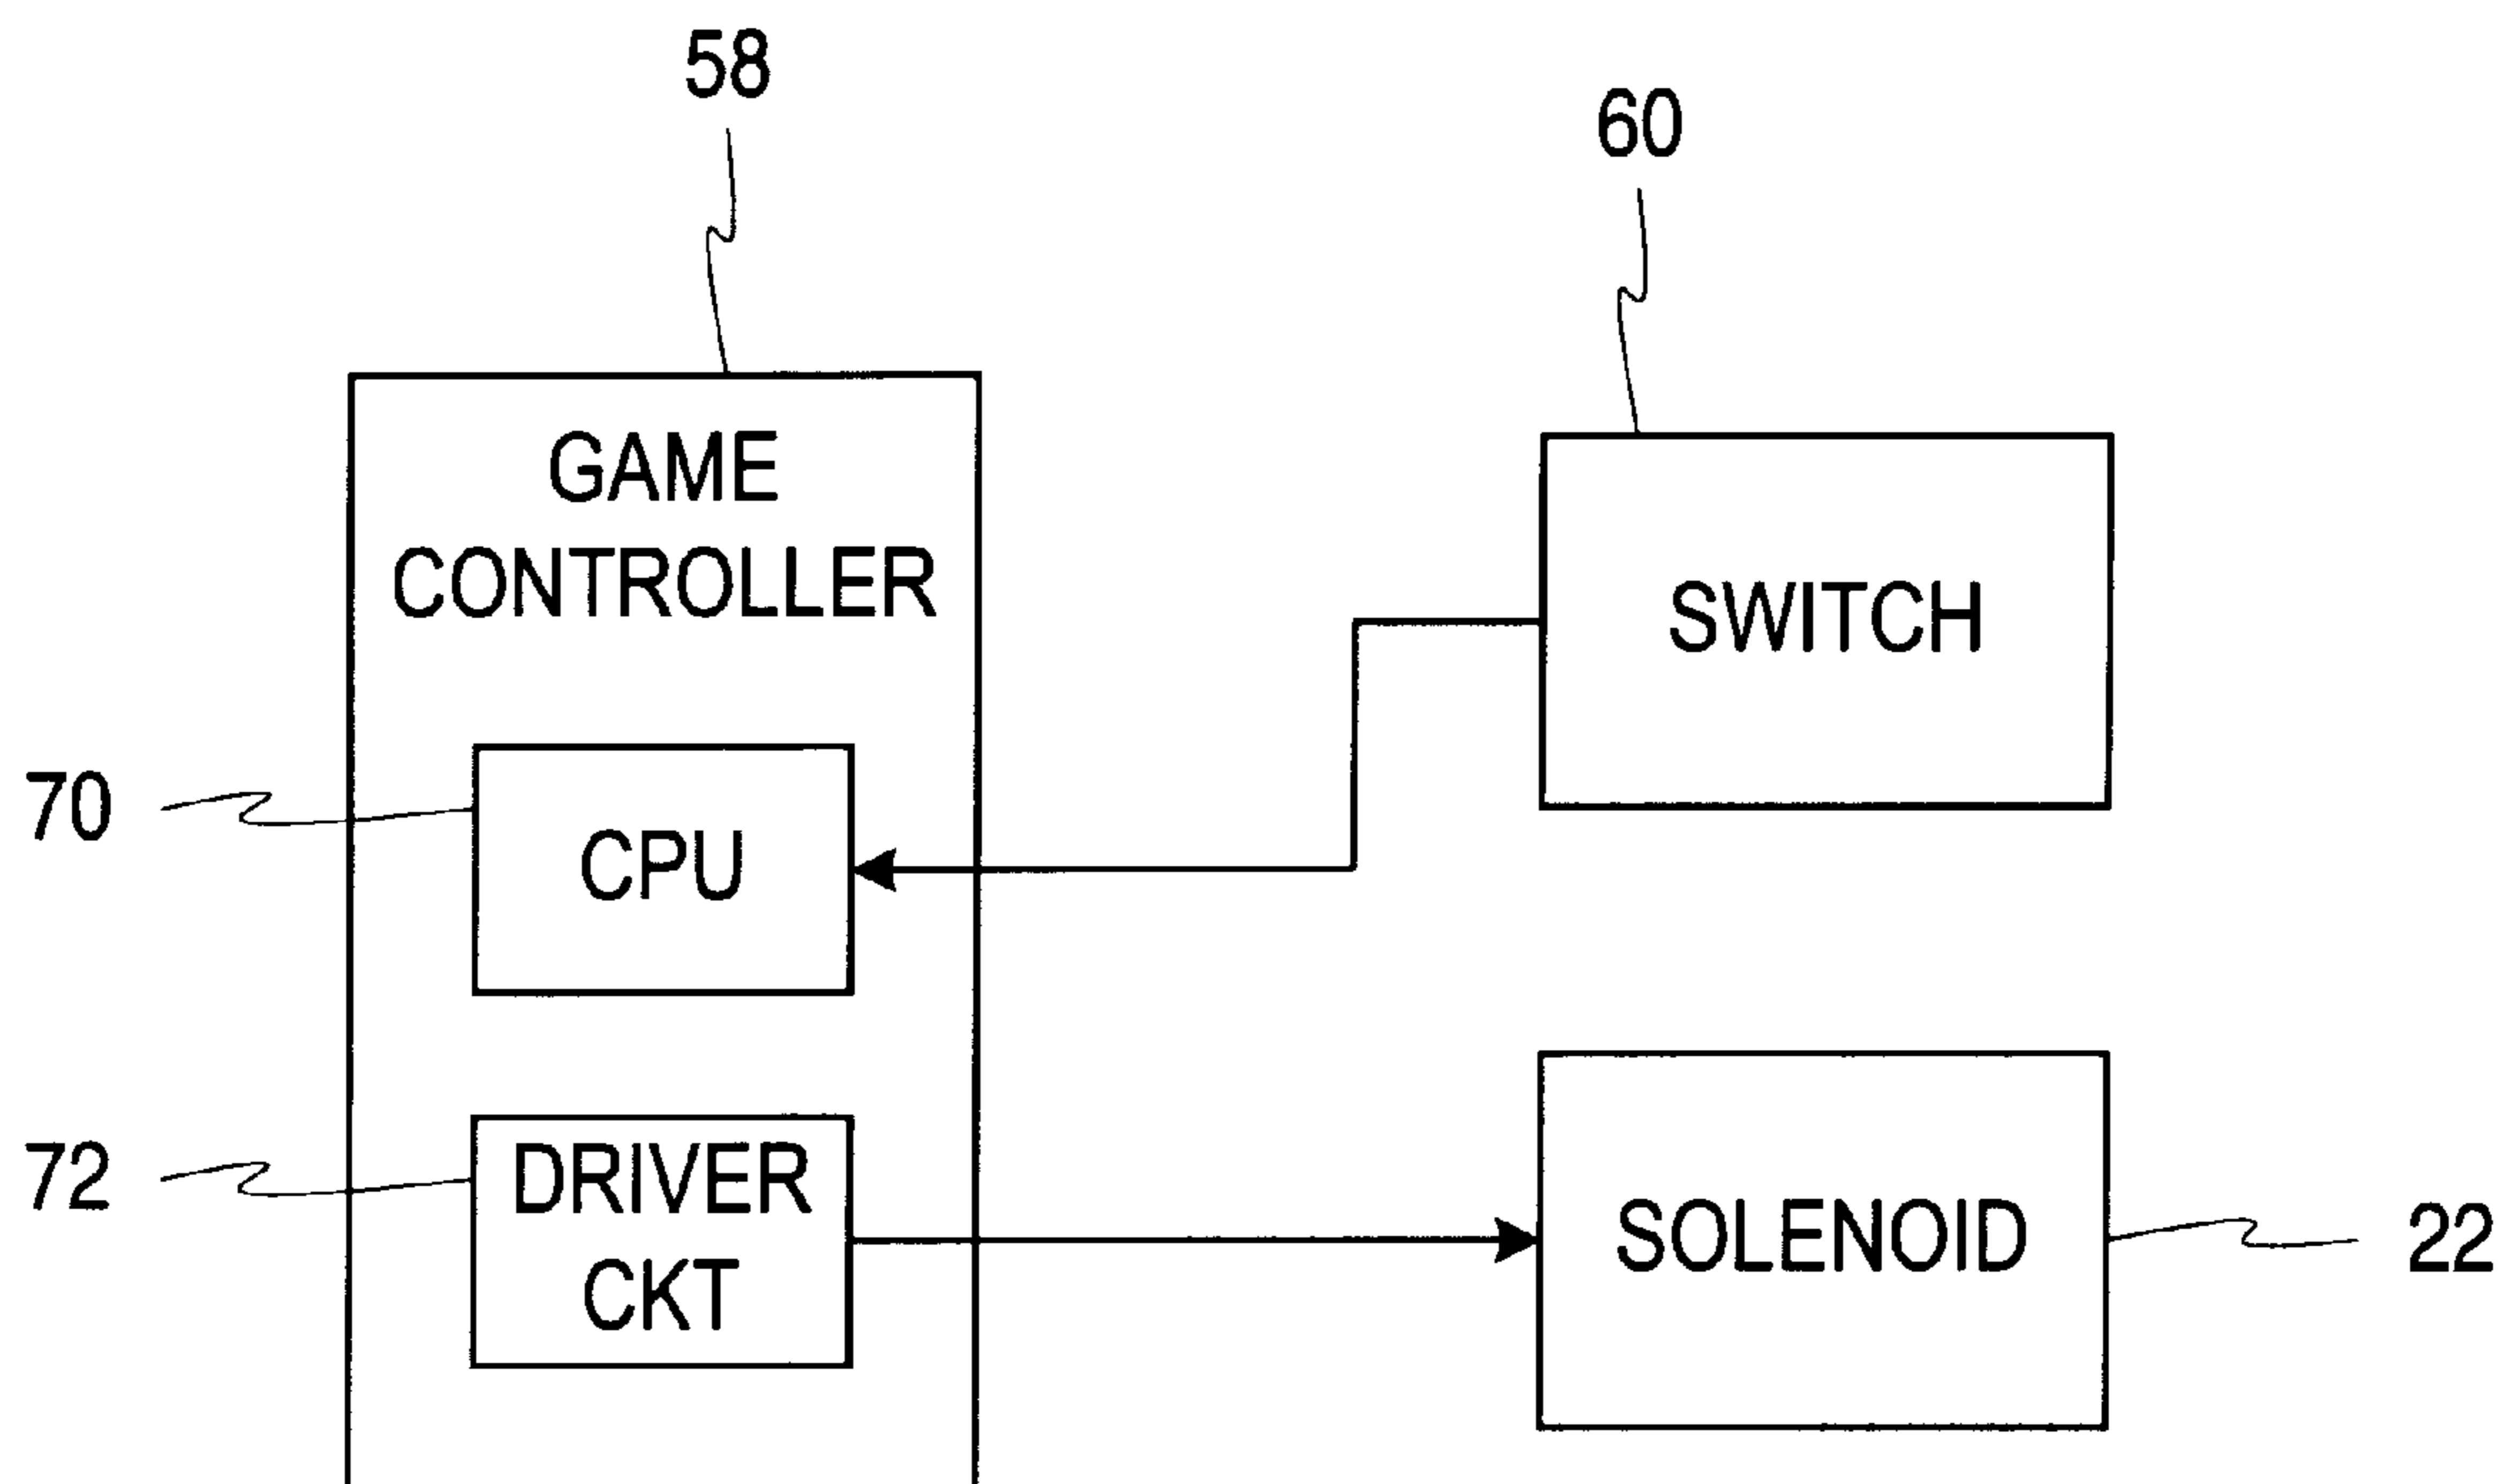 58
60
GAME
CONTROLLER
SWITCH
70
CPU
72
DRIVER
CKT
SOLENOID
22